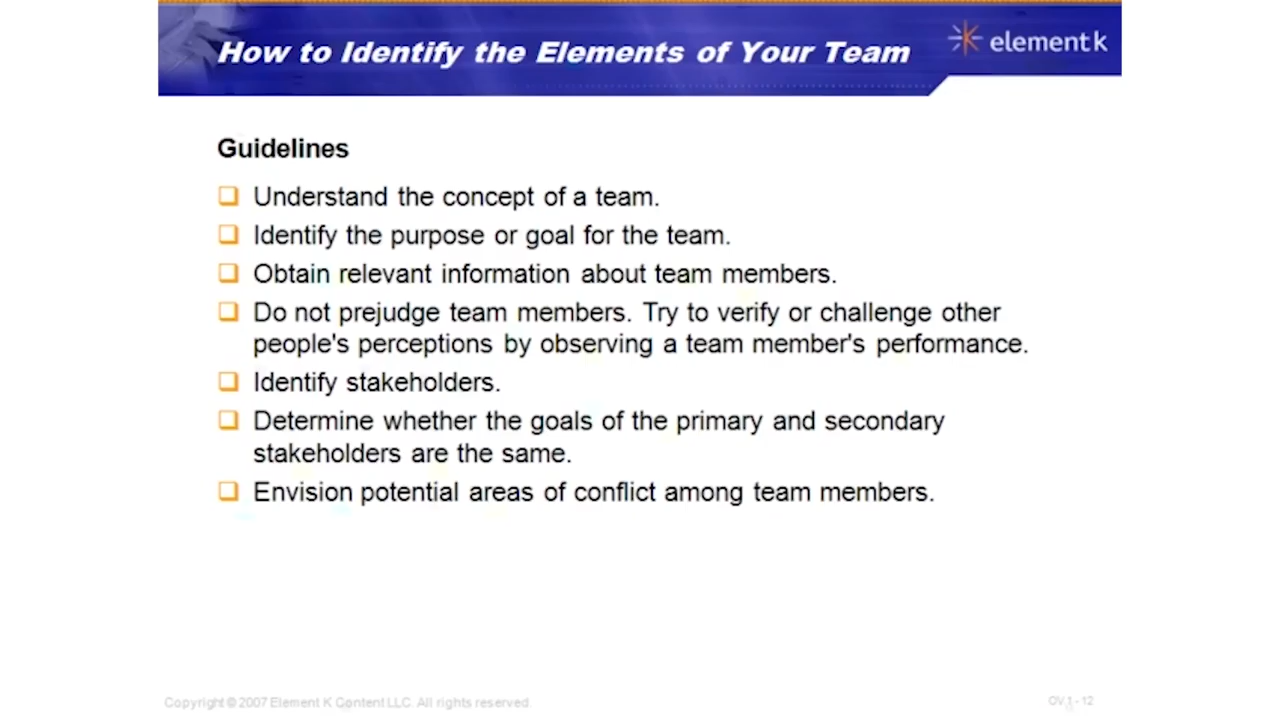 How to Identify the Elements of Your Team
element k
Guidelines
Understand the concept of a team.
Identify the purpose or goal for the team.
Obtain relevant information about team members.
Do not prejudge team members. Try to verify or challenge other
people's perceptions by observing a team member's performance.
Identify stakeholders.
Determine whether the goals of the primary and secondary
stakeholders are the same.
Envision potential areas of conflict among team members.
Copyright © 2007 Element K Content LLC. All rights reserved.
OV 1 - 12